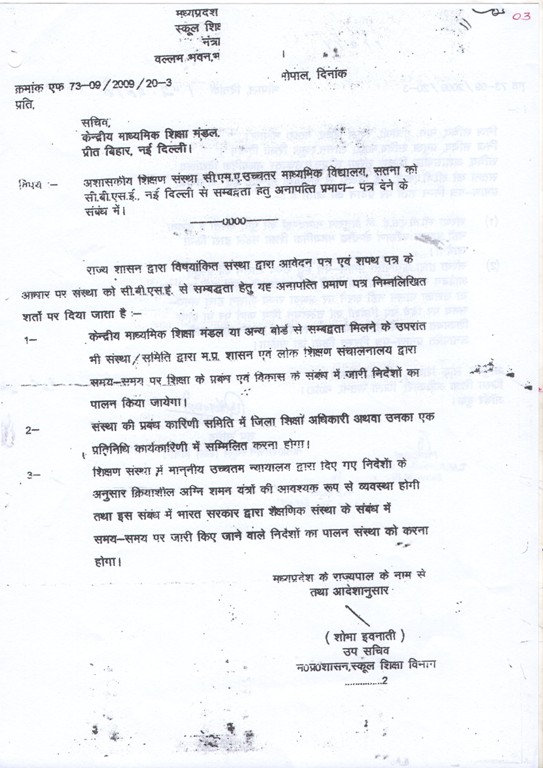 03
मध्यप्रदेश
स्कूल शि
मंत्रा
वल्लभ भवन,भ
भोपाल, दिनांक
क्रमांक एफ 73-09/2009/20-3
प्रति,
सचिव,
केन्द्रीय माध्यमिक शिक्षा मंडल,
प्रीत बिहार, नई दिल्ली।
विषय :- अशासकीय शिक्षण संस्था सी.एम.ए.उच्चतर माध्यमिक विद्यालय, सतना को
सी.बी.एस.ई. नई दिल्ली से सम्बद्धता हेतु अनापत्ति प्रमाण- पत्र देने के
संबंध में।
-----0000-----
राज्य शासन द्वारा विषयांकित संस्था द्वारा आवेदन पत्र एवं शपथ पत्र के
आधार पर संस्था को सी.बी.एस.ई. से सम्बद्धता हेतु यह अनापत्ति प्रमाण पत्र निम्नलिखित
शर्तो पर दिया जाता है :-
1- केन्द्रीय माध्यमिक शिक्षा मंडल या अन्य बोर्ड से सम्बद्वता मिलने के उपरांत
भी संस्था/समिति द्वारा म.प्र. शासन एवं लोक शिक्षण संचालनालय द्वारा
समय-समय पर शिक्षा के प्रबंध एवं विकास के संबंध में जारी निर्देशों का
पालन किया जायेगा।
2- संस्था की प्रबंध कारिणी समिति में जिला शिक्षा अधिकारी अथवा उनका एक
प्रतिनिधि कार्यकारिणी में सम्मिलित करना होगा।
3- शिक्षण संस्था में माननीय उच्चतम न्यायालय द्वारा दिए गए निर्देशों के
अनुसार क्रियाशील अग्नि शमन यंत्रों की आवश्यक रूप से व्यवस्था होगी
तथा इस संबंध में भारत सरकार द्वारा शैक्षणिक संस्था के संबंध में
समय-समय पर जारी किए जाने वाले निर्देशों का पालन संस्था को करना
होगा।
मध्यप्रदेश के राज्यपाल के नाम से
तथा आदेशानुसार
( शोमा इवनाती )
उप सचिव
म0प्र0शासन,स्कूल शिक्षा विभाग
..............2